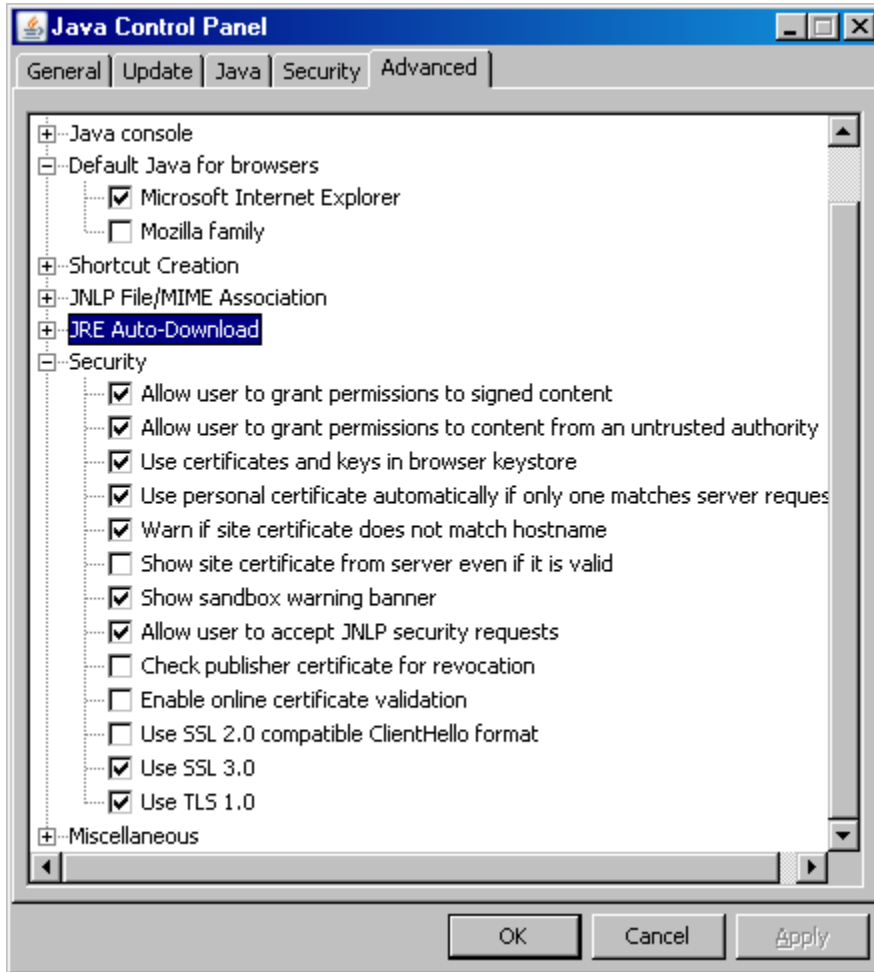 Java Control Panel
General Update Java Security Advanced
Java console
Default Java for browsers
Microsoft Internet Explorer
Mozilla family
Shortcut Creation
JNLP File/MIME Association
JRE Auto-Download
Security
Allow user to grant permissions to signed content
Allow user to grant permissions to content from an untrusted authority
Use certificates and keys in browser keystore
Use personal certificate automatically if only one matches server reques
Warn if site certificate does not match hostname
Show site certificate from server even if it is valid
Show sandbox warning banner
Allow user to accept JNLP security requests
Check publisher certificate for revocation
Enable online certificate validation
Use SSL 2.0 compatible ClientHello format
Use SSL 3.0
Use TLS 1.0
Miscellaneous
OK Cancel Apply